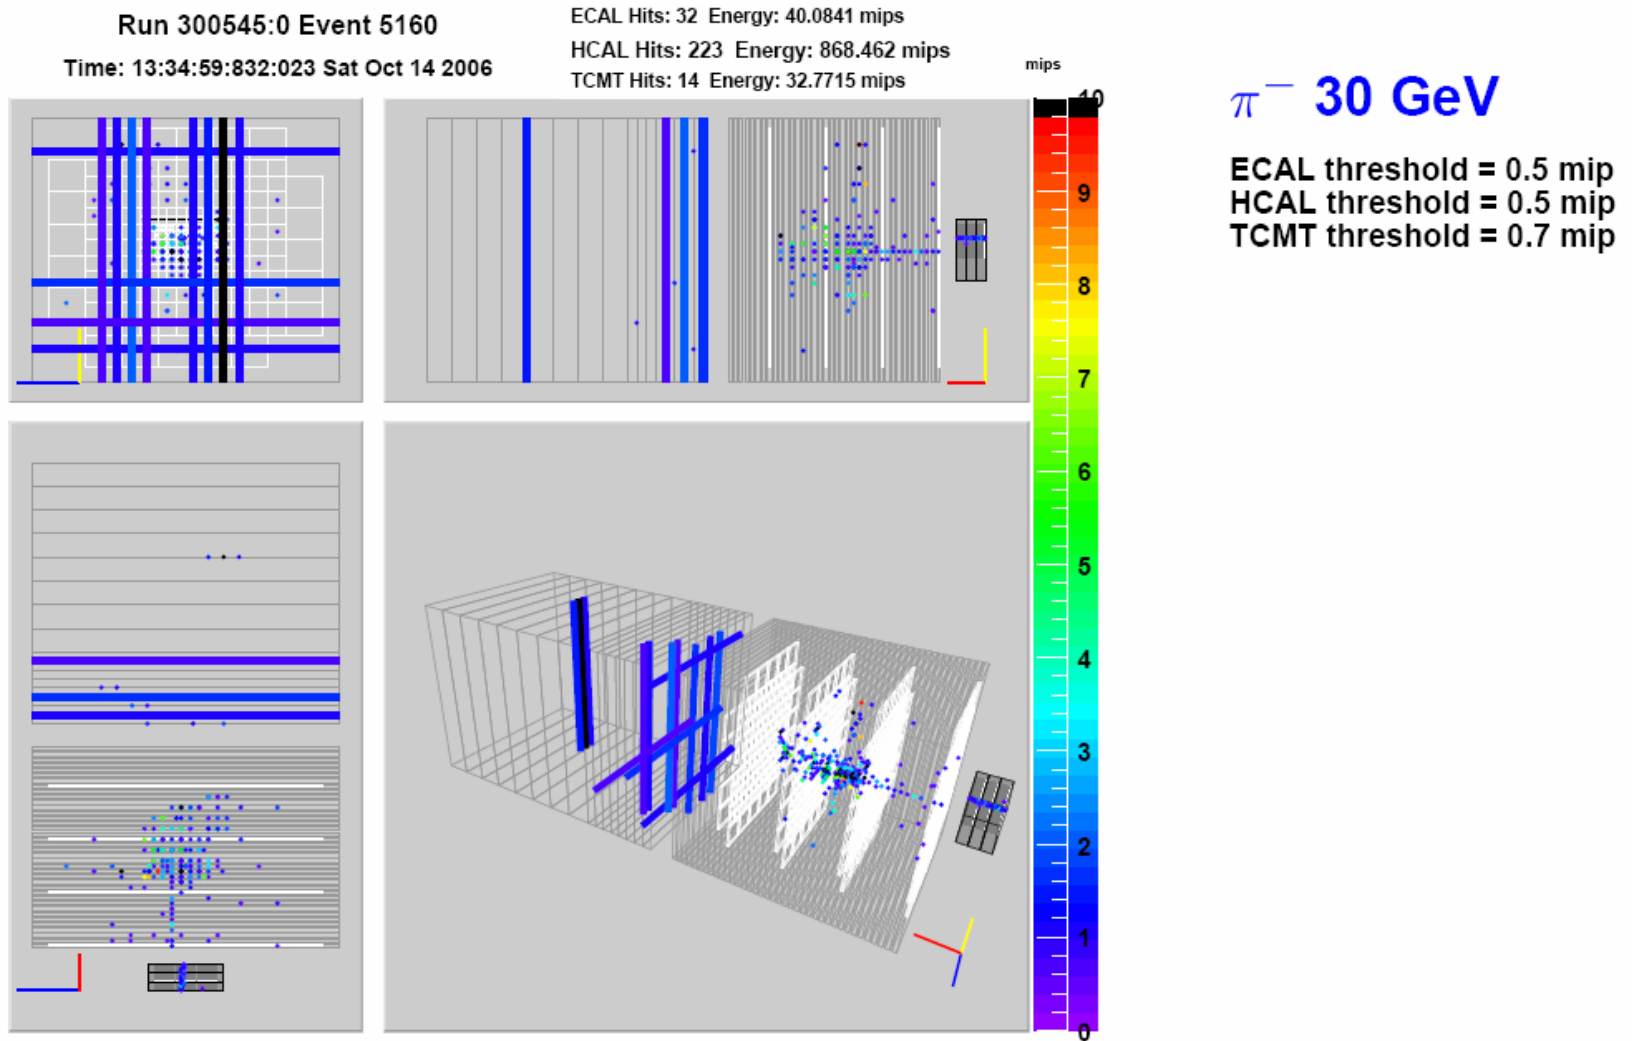 Run 300545:0 Event 5160
Time: 13:34:59:832:023 Sat Oct 14 2006
ECAL Hits: 32 Energy: 40.0841 mips
HCAL Hits: 223 Energy: 868.462 mips
TCMT Hits: 14 Energy: 32.7715 mips
mips
10
9
8
7
6
5
4
3
2
1
0
π⁻ 30 GeV
ECAL threshold = 0.5 mip
HCAL threshold = 0.5 mip
TCMT threshold = 0.7 mip